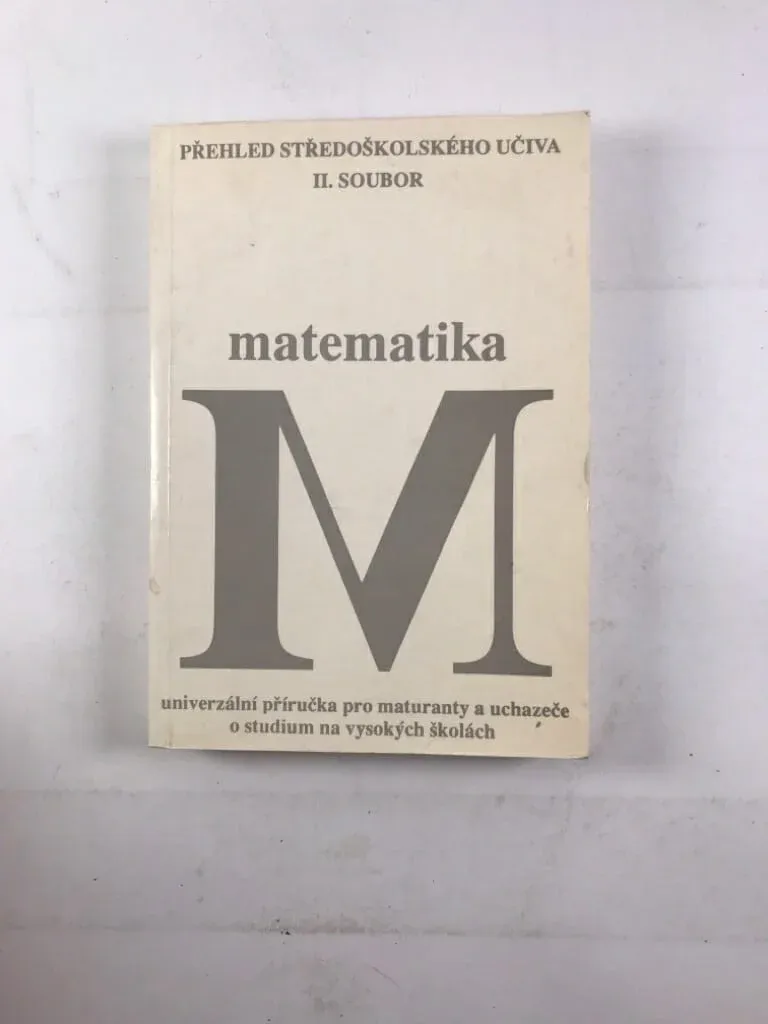 PŘEHLED STŘEDOŠKOLSKÉHO UČIVA
II. SOUBOR
matematika
M
univerzální příručka pro maturanty a uchazeče
o studium na vysokých školách